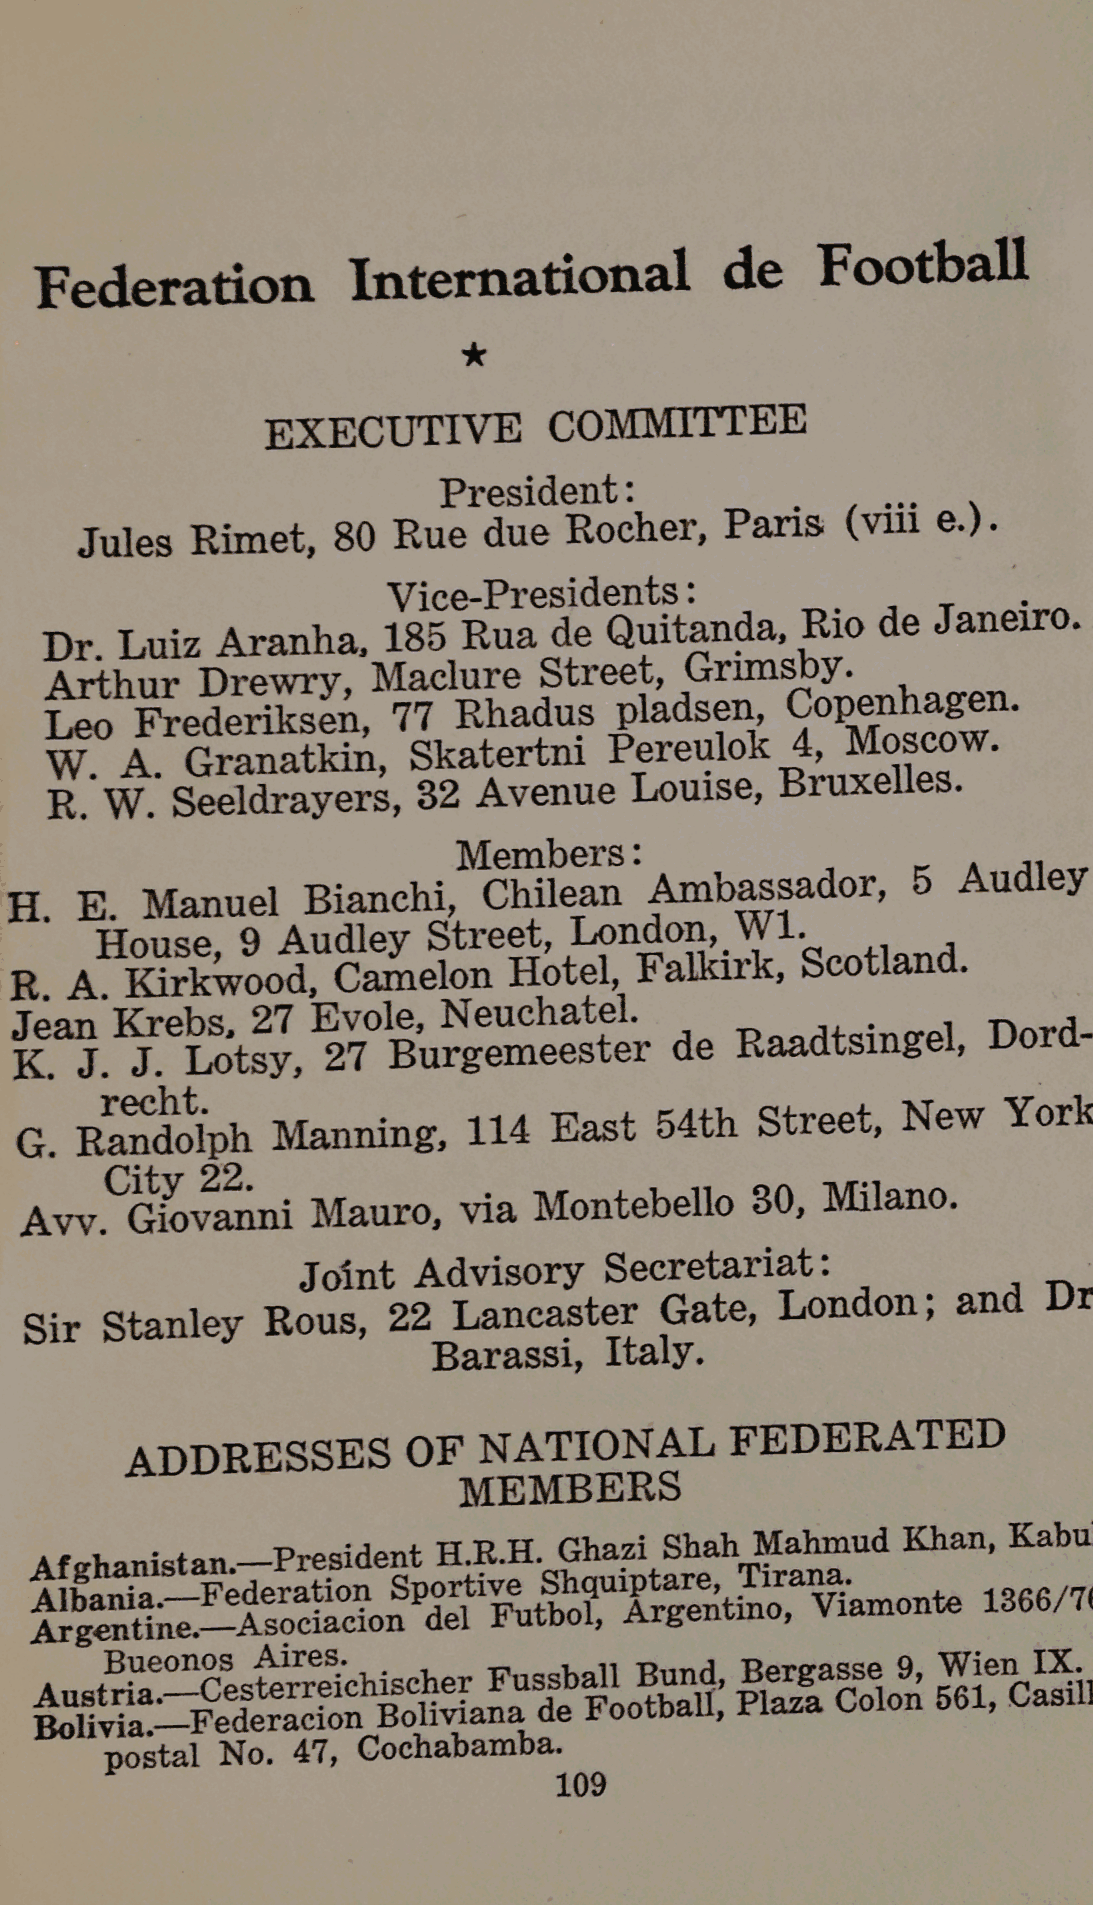 Federation International de Football
★
EXECUTIVE COMMITTEE
President:
Jules Rimet, 80 Rue due Rocher, Paris (viii e.).
Vice-Presidents:
Dr. Luiz Aranha, 185 Rua de Quitanda, Rio de Janeiro.
Arthur Drewry, Maclure Street, Grimsby.
Leo Frederiksen, 77 Rhadus pladsen, Copenhagen.
W. A. Granatkin, Skatertni Pereulok 4, Moscow.
R. W. Seeldrayers, 32 Avenue Louise, Bruxelles.
Members:
H. E. Manuel Bianchi, Chilean Ambassador, 5 Audley
House, 9 Audley Street, London, W1.
R. A. Kirkwood, Camelon Hotel, Falkirk, Scotland.
Jean Krebs, 27 Evole, Neuchatel.
K. J. J. Lotsy, 27 Burgemeester de Raadtsingel, Dord-
recht.
G. Randolph Manning, 114 East 54th Street, New York
City 22.
Avv. Giovanni Mauro, via Montebello 30, Milano.
Joint Advisory Secretariat:
Sir Stanley Rous, 22 Lancaster Gate, London; and Dr
Barassi, Italy.
ADDRESSES OF NATIONAL FEDERATED
MEMBERS
Afghanistan.—President H.R.H. Ghazi Shah Mahmud Khan, Kabu
Albania.—Federation Sportive Shquiptare, Tirana.
Argentine.—Asociacion del Futbol, Argentino, Viamonte 1366/7
Bueonos Aires.
Austria.—Cesterreichischer Fussball Bund, Bergasse 9, Wien IX.
Bolivia.—Federacion Boliviana de Football, Plaza Colon 561, Casill
postal No. 47, Cochabamba.
109